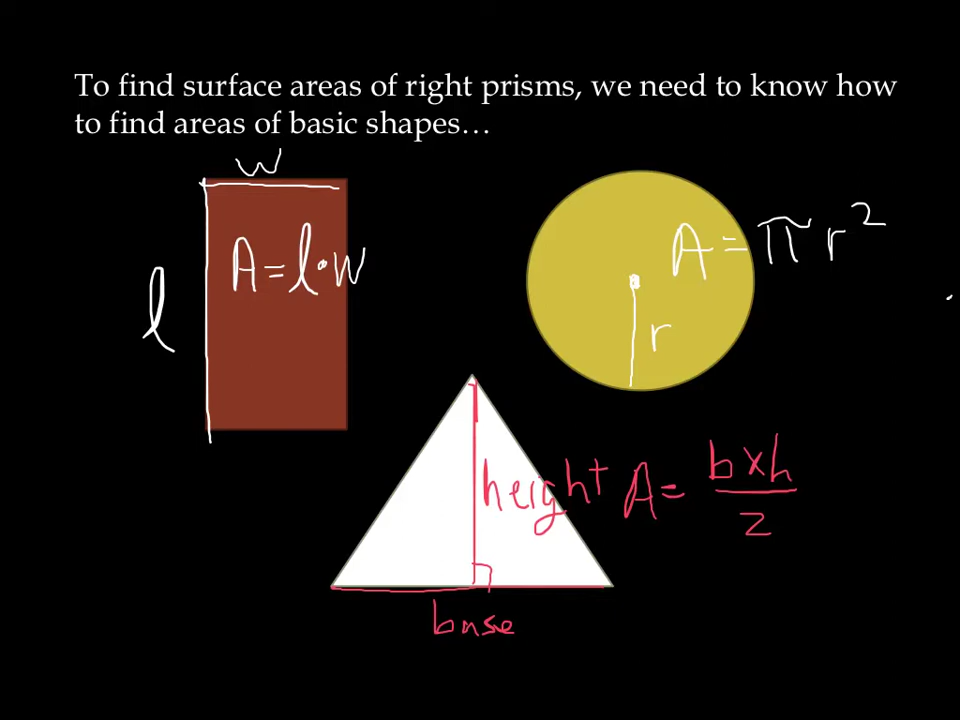 To find surface areas of right prisms, we need to know how
to find areas of basic shapes…
w
A = l · w
l
A = π r²
r
height
A = b x h / 2
base